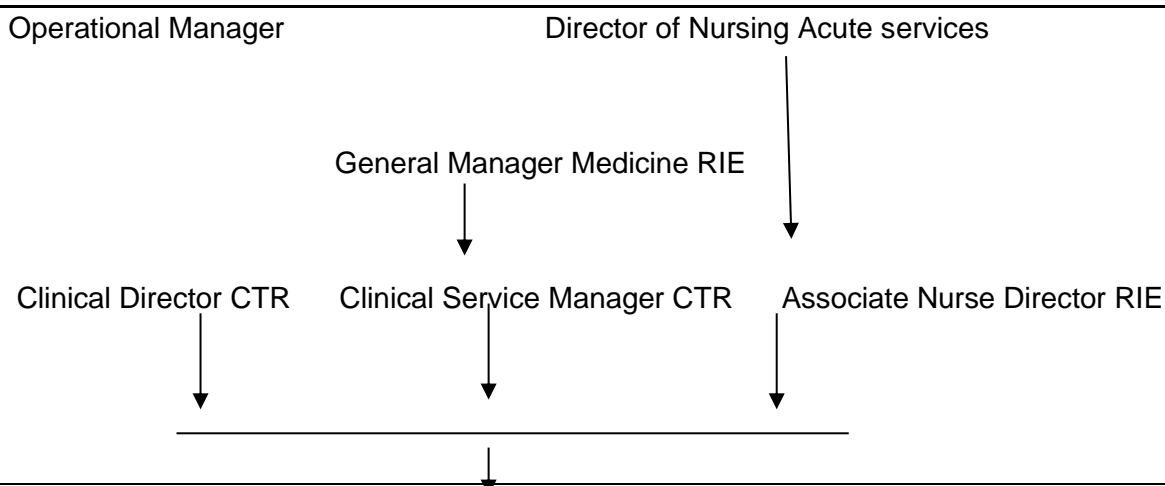 Operational Manager Director of Nursing Acute services
General Manager Medicine RIE
Clinical Director CTR Clinical Service Manager CTR Associate Nurse Director RIE